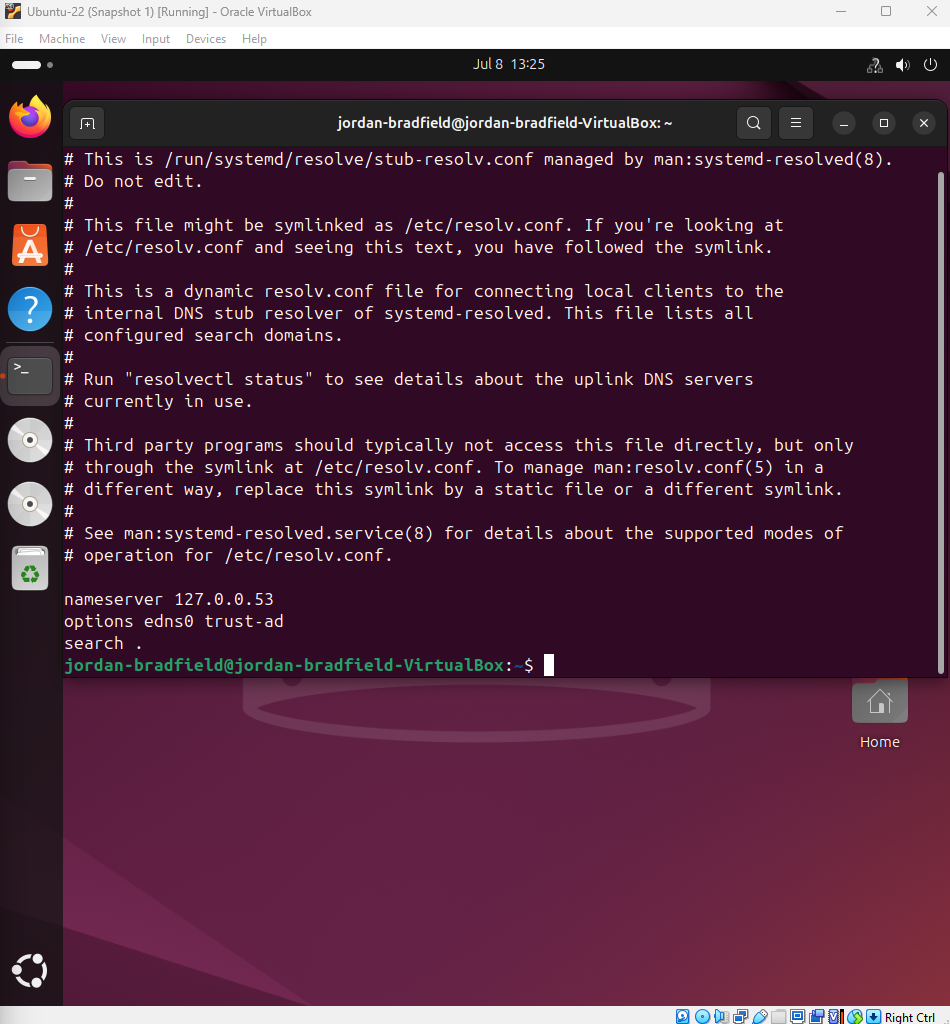 Ubuntu-22 (Snapshot 1) [Running] - Oracle VirtualBox
File Machine View Input Devices Help
Jul 8 13:25
jordan-bradfield@jordan-bradfield-VirtualBox: ~
# This is /run/systemd/resolve/stub-resolv.conf managed by man:systemd-resolved(8).
# Do not edit.
#
# This file might be symlinked as /etc/resolv.conf. If you're looking at
# /etc/resolv.conf and seeing this text, you have followed the symlink.
#
# This is a dynamic resolv.conf file for connecting local clients to the
# internal DNS stub resolver of systemd-resolved. This file lists all
# configured search domains.
#
# Run "resolvectl status" to see details about the uplink DNS servers
# currently in use.
#
# Third party programs should typically not access this file directly, but only
# through the symlink at /etc/resolv.conf. To manage man:resolv.conf(5) in a
# different way, replace this symlink by a static file or a different symlink.
#
# See man:systemd-resolved.service(8) for details about the supported modes of
# operation for /etc/resolv.conf.
nameserver 127.0.0.53
options edns0 trust-ad
search .
jordan-bradfield@jordan-bradfield-VirtualBox:~$
Home
Right Ctrl